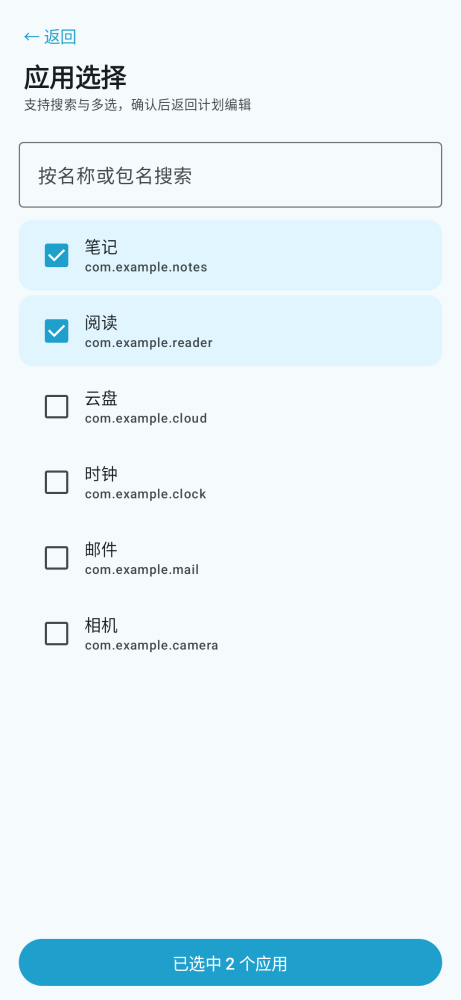 ← 返回
应用选择
支持搜索与多选，确认后返回计划编辑
按名称或包名搜索
笔记
com.example.notes
阅读
com.example.reader
云盘
com.example.cloud
时钟
com.example.clock
邮件
com.example.mail
相机
com.example.camera
已选中 2 个应用